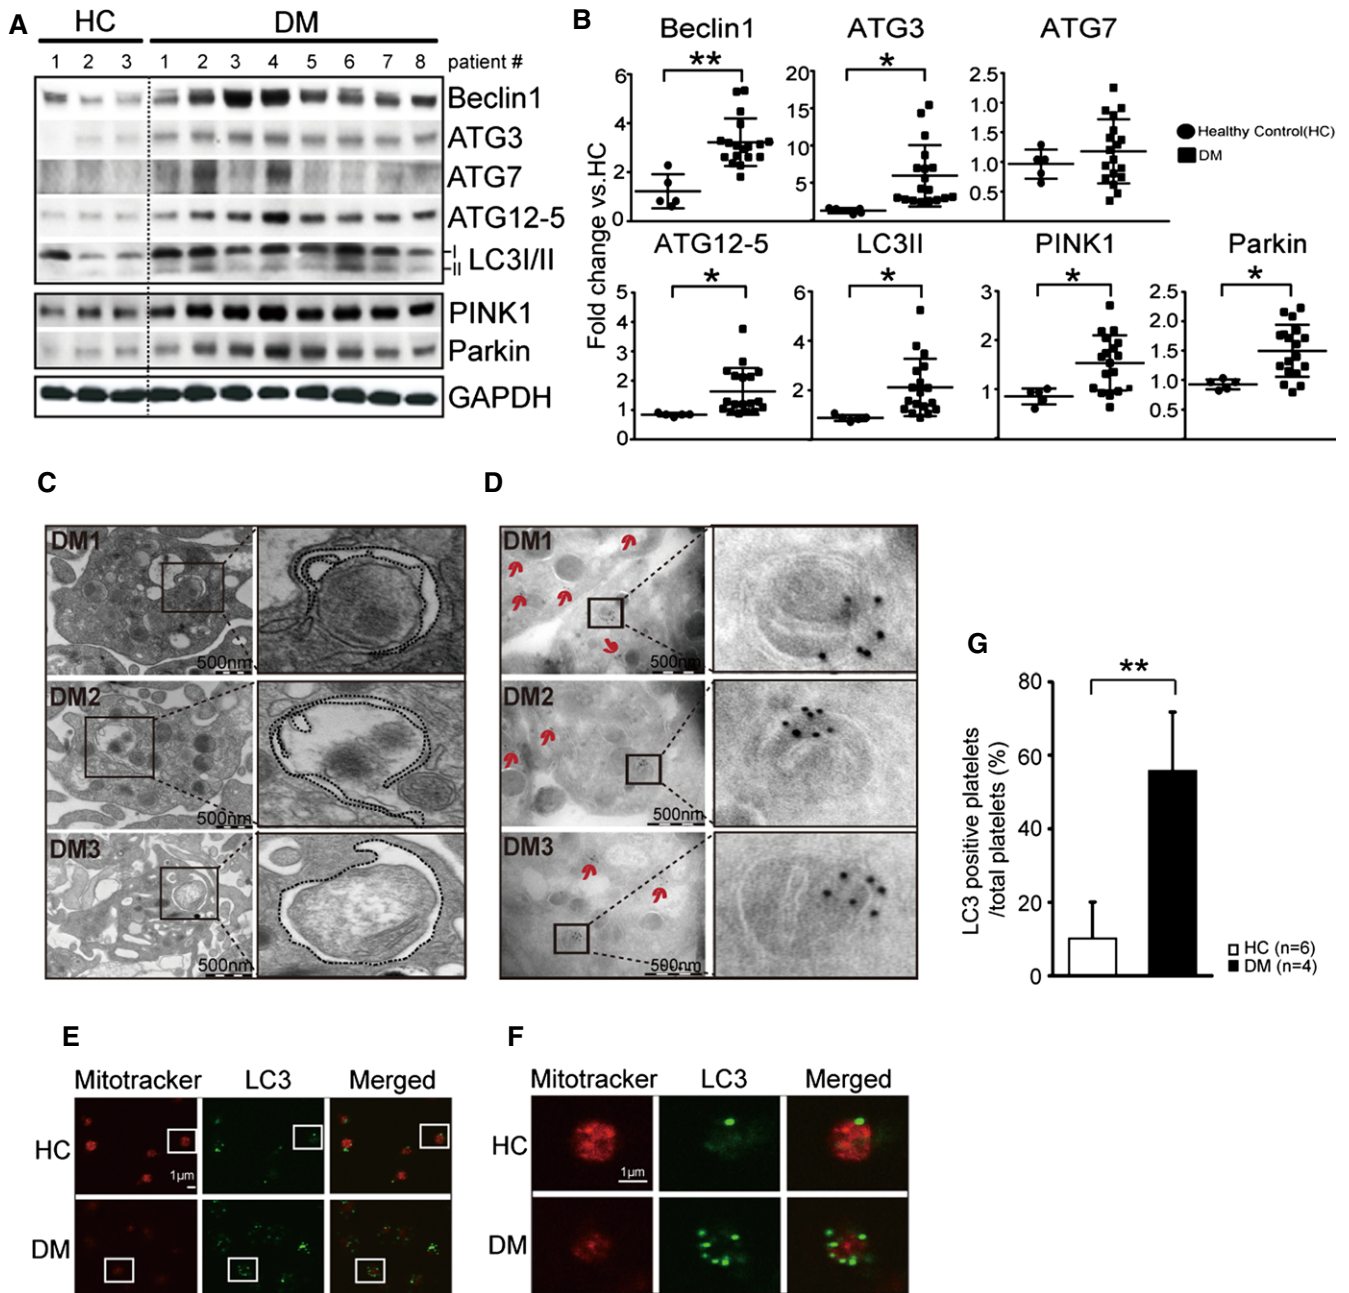 A
HC DM
1 2 3 1 2 3 4 5 6 7 8 patient #
Beclin1
ATG3
ATG7
ATG12-5
I
II LC3I/II
PINK1
Parkin
GAPDH
B
Fold change vs.HC
Beclin1 ATG3 ATG7
** *
6
4
2
0
20
15
10
5
2.5
1.0
1.5
1.0
0.5
Healthy Control(HC)
DM
ATG12-5 LC3II PINK1 Parkin
* * * *
5
4
3
2
1
0
6
4
2
3
2
1
2.5
2.0
1.5
1.0
0.5
C
DM1
500nm
DM2
500nm
DM3
500nm
D
DM1
500nm
DM2
500nm
DM3
500nm
G
**
LC3 positive platelets
/total platelets (%)
80
60
40
20
0
HC (n=6)
DM (n=4)
E
Mitotracker LC3 Merged
HC
1μm
DM
F
Mitotracker LC3 Merged
HC
1μm
DM